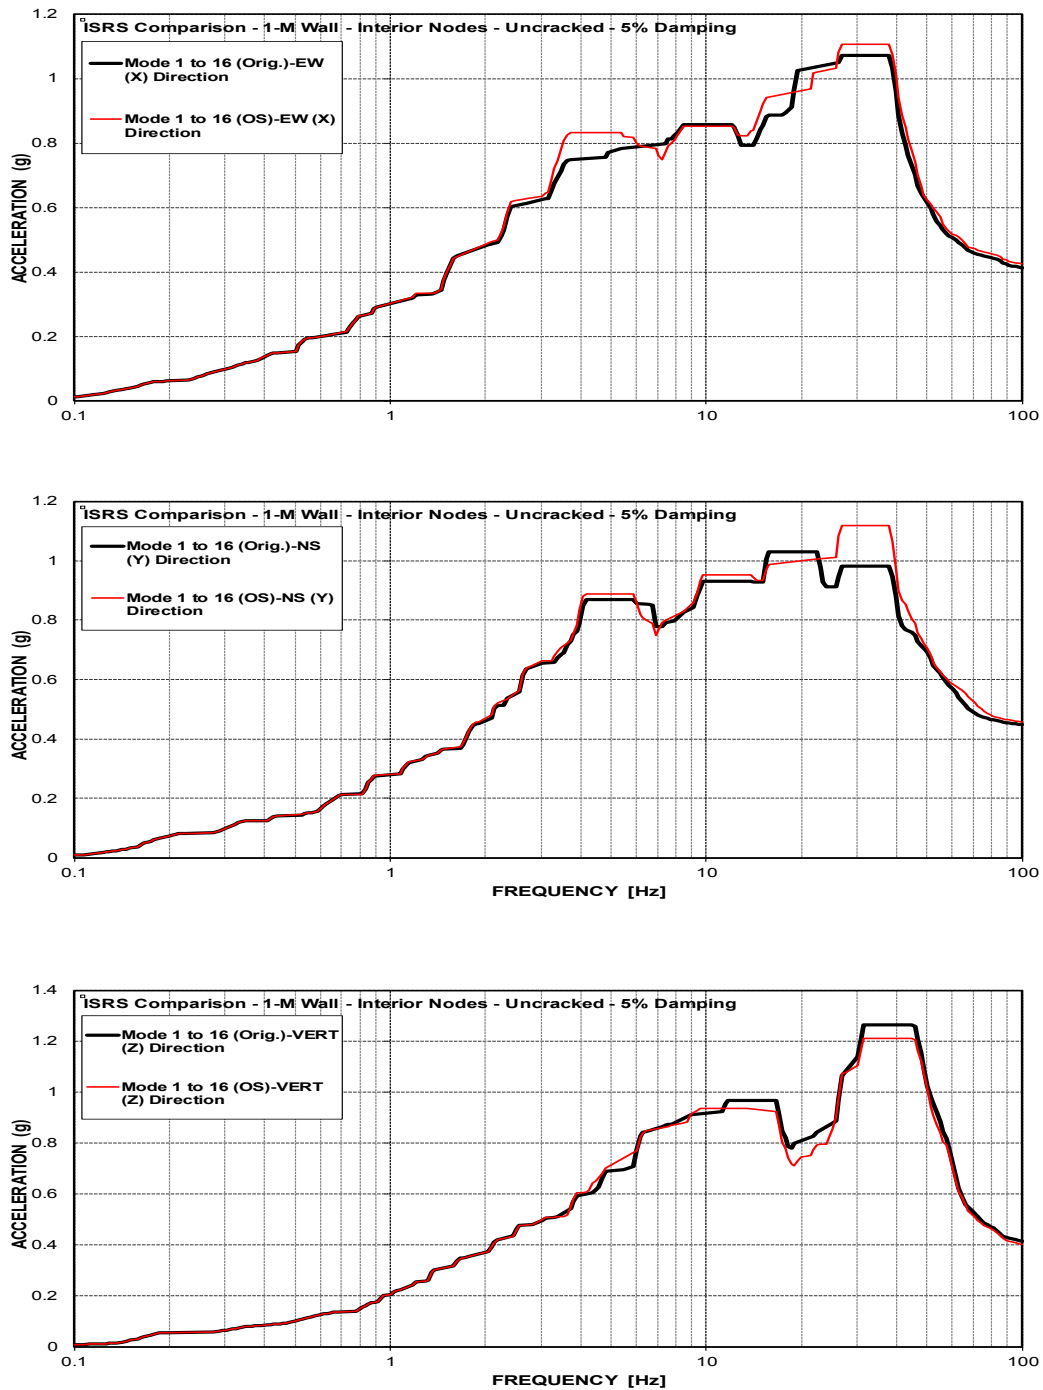 1.2
ISRS Comparison - 1-M Wall - Interior Nodes - Uncracked - 5% Damping
Mode 1 to 16 (Orig.)-EW
(X) Direction
Mode 1 to 16 (OS)-EW (X)
Direction
1
0.8
0.6
0.4
0.2
0
ACCELERATION (g)
0.1
1
10
100
1.2
ISRS Comparison - 1-M Wall - Interior Nodes - Uncracked - 5% Damping
Mode 1 to 16 (Orig.)-NS
(Y) Direction
Mode 1 to 16 (OS)-NS (Y)
Direction
1
0.8
0.6
0.4
0.2
0
ACCELERATION (g)
0.1
1
10
100
FREQUENCY [Hz]
1.4
ISRS Comparison - 1-M Wall - Interior Nodes - Uncracked - 5% Damping
Mode 1 to 16 (Orig.)-VERT
(Z) Direction
Mode 1 to 16 (OS)-VERT
(Z) Direction
1.2
1
0.8
0.6
0.4
0.2
0
ACCELERATION (g)
0.1
1
10
100
FREQUENCY [Hz]